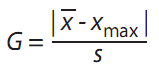 G = | x̅ - x_max | / s